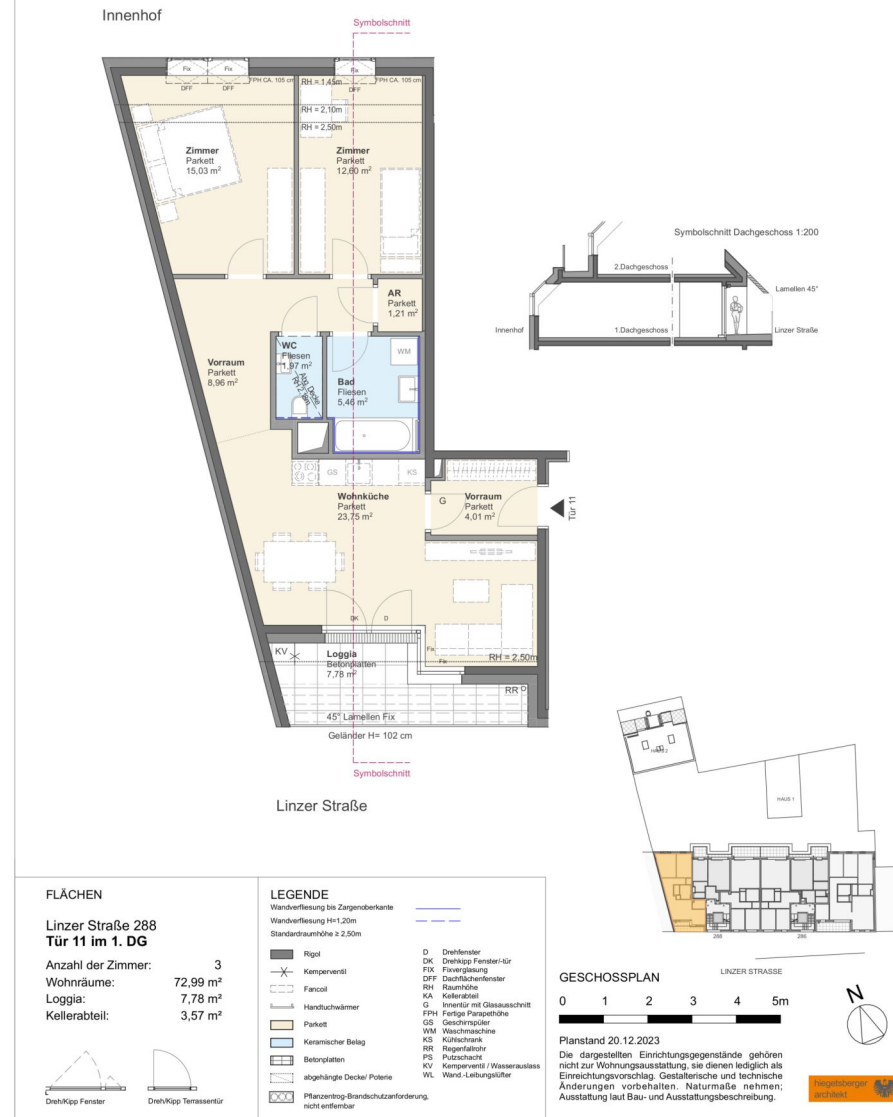 Innenhof
Symbolschnitt
Fix
Fix
Fix
DFF
DFF
FPH CA. 105 cm
RH = 1,45m
DFF
FPH CA. 105 cm
RH = 2,10m
RH = 2,50m
Zimmer
Parkett
15,03 m²
Zimmer
Parkett
12,60 m²
Symbolschnitt Dachgeschoss 1:200
2.Dachgeschoss
Lamellen 45°
Innenhof
1.Dachgeschoss
Linzer Straße
AR
Parkett
1,21 m²
WC
Fliesen
1,97 m²
Abg. Decke
WM
Vorraum
Parkett
8,96 m²
Bad
Fliesen
5,46 m²
GS
KS
Wohnküche
Parkett
23,75 m²
G
Vorraum
Parkett
4,01 m²
Tür 11
DK
D
KV
Loggia
Betonplatten
7,78 m²
Fix
Fix
RH = 2,50m
RR
45° Lamellen Fix
Geländer H= 102 cm
Symbolschnitt
Linzer Straße
HAUS 2
HAUS 1
288
286
LINZER STRASSE
FLÄCHEN
Linzer Straße 288
Tür 11 im 1. DG
Anzahl der Zimmer: 3
Wohnräume: 72,99 m²
Loggia: 7,78 m²
Kellerabteil: 3,57 m²
Dreh/Kipp Fenster
Dreh/Kipp Terrassentür
LEGENDE
Wandverfliesung bis Zargenoberkante
Wandverfliesung H=1,20m
Standardraumhöhe ≥ 2,50m
Rigol
Kemperventil
Fancoil
Handtuchwärmer
Parkett
Keramischer Belag
Betonplatten
abgehängte Decke/ Poterie
Pflanzentrog-Brandschutzanforderung,
nicht entfernbar
D Drehfenster
DK Drehkipp Fenster/-tür
FIX Fixverglasung
DFF Dachflächenfenster
RH Raumhöhe
KA Kellerabteil
G Innentür mit Glasausschnitt
FPH Fertige Parapethöhe
GS Geschirrspüler
WM Waschmaschine
KS Kühlschrank
RR Regenfallrohr
PS Putzschacht
KV Kemperventil / Wasserauslass
WL Wand.-Leibungslüfter
GESCHOSSPLAN
0 1 2 3 4 5m
N
Planstand 20.12.2023
Die dargestellten Einrichtungsgegenstände gehören
nicht zur Wohnungsausstattung, sie dienen lediglich als
Einreichungsvorschlag. Gestalterische und technische
Änderungen vorbehalten. Naturmaße nehmen;
Ausstattung laut Bau- und Ausstattungsbeschreibung.
hiegetsberger
architekt